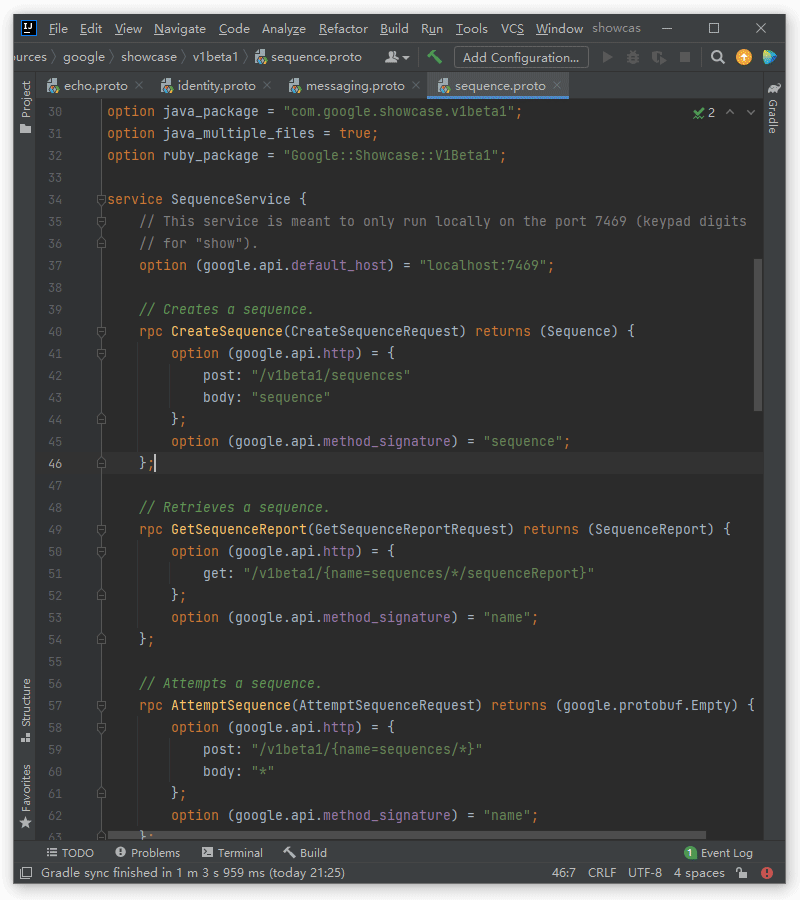 File Edit View Navigate Code Analyze Refactor Build Run Tools VCS Window showcas
ources google showcase v1beta1 sequence.proto Add Configuration...
echo.proto identity.proto messaging.proto sequence.proto
Project
Gradle
2
30 option java_package = "com.google.showcase.v1beta1";
31 option java_multiple_files = true;
32 option ruby_package = "Google::Showcase::V1Beta1";
33
34 service SequenceService {
35 // This service is meant to only run locally on the port 7469 (keypad digits
36 // for "show").
37 option (google.api.default_host) = "localhost:7469";
38
39 // Creates a sequence.
40 rpc CreateSequence(CreateSequenceRequest) returns (Sequence) {
41 option (google.api.http) = {
42 post: "/v1beta1/sequences"
43 body: "sequence"
44 };
45 option (google.api.method_signature) = "sequence";
46 };
47
48 // Retrieves a sequence.
49 rpc GetSequenceReport(GetSequenceReportRequest) returns (SequenceReport) {
50 option (google.api.http) = {
51 get: "/v1beta1/{name=sequences/*/sequenceReport}"
52 };
53 option (google.api.method_signature) = "name";
54 };
55
56 // Attempts a sequence.
57 rpc AttemptSequence(AttemptSequenceRequest) returns (google.protobuf.Empty) {
58 option (google.api.http) = {
59 post: "/v1beta1/{name=sequences/*}"
60 body: "*"
61 };
62 option (google.api.method_signature) = "name";
63 };
Structure
Favorites
TODO Problems Terminal Build 1 Event Log
Gradle sync finished in 1 m 3 s 959 ms (today 21:25) 46:7 CRLF UTF-8 4 spaces